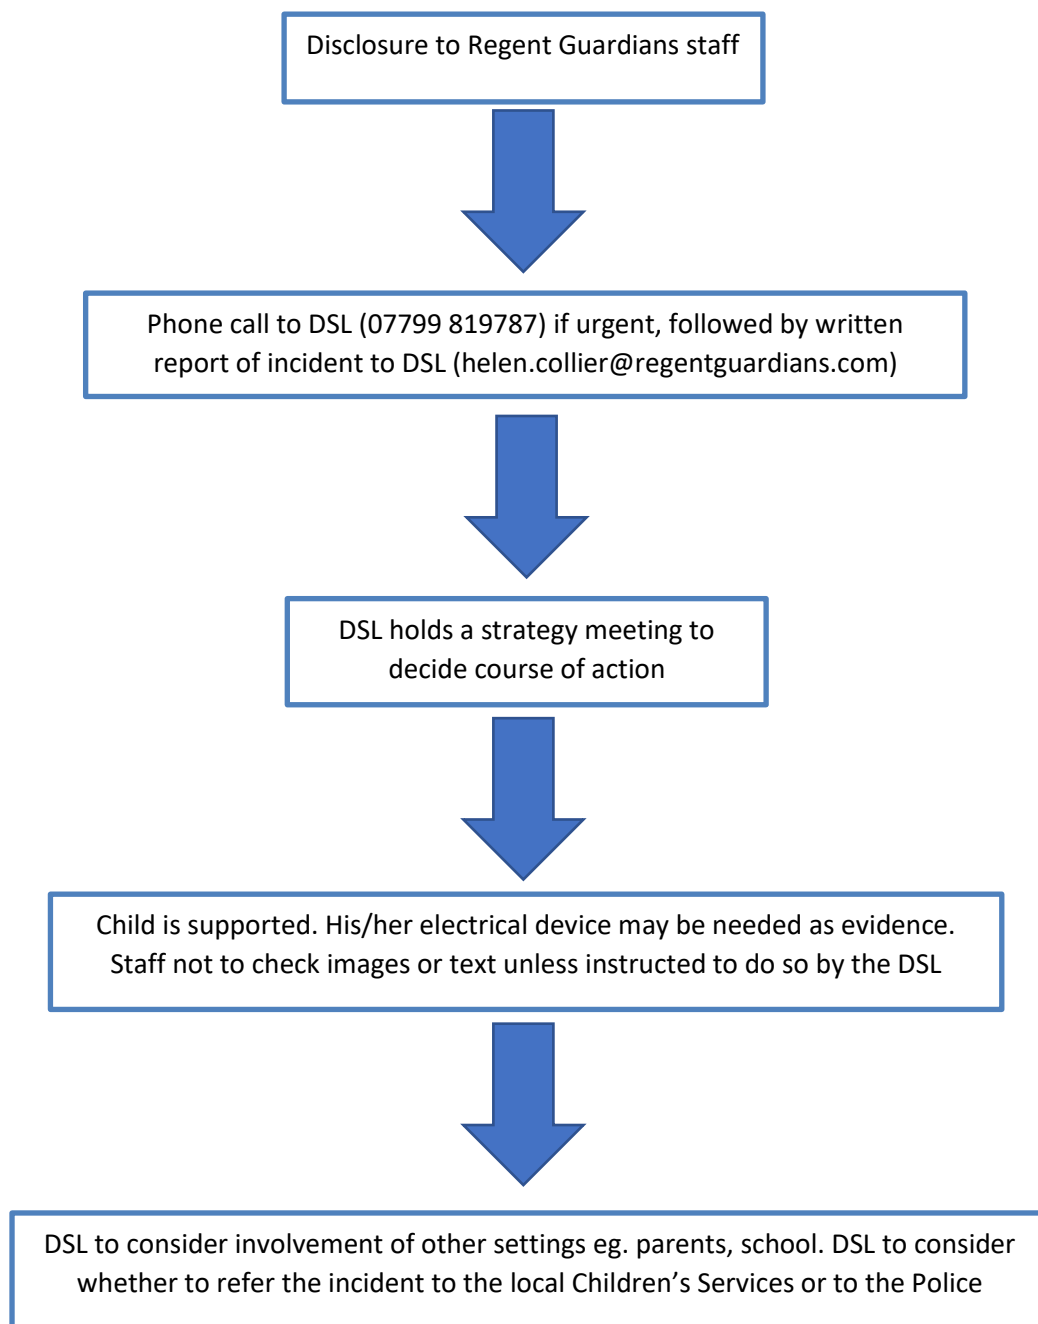 Disclosure to Regent Guardians staff
Phone call to DSL (07799 819787) if urgent, followed by written
report of incident to DSL (helen.collier@regentguardians.com)
DSL holds a strategy meeting to
decide course of action
Child is supported. His/her electrical device may be needed as evidence.
Staff not to check images or text unless instructed to do so by the DSL
DSL to consider involvement of other settings eg. parents, school. DSL to consider
whether to refer the incident to the local Children’s Services or to the Police